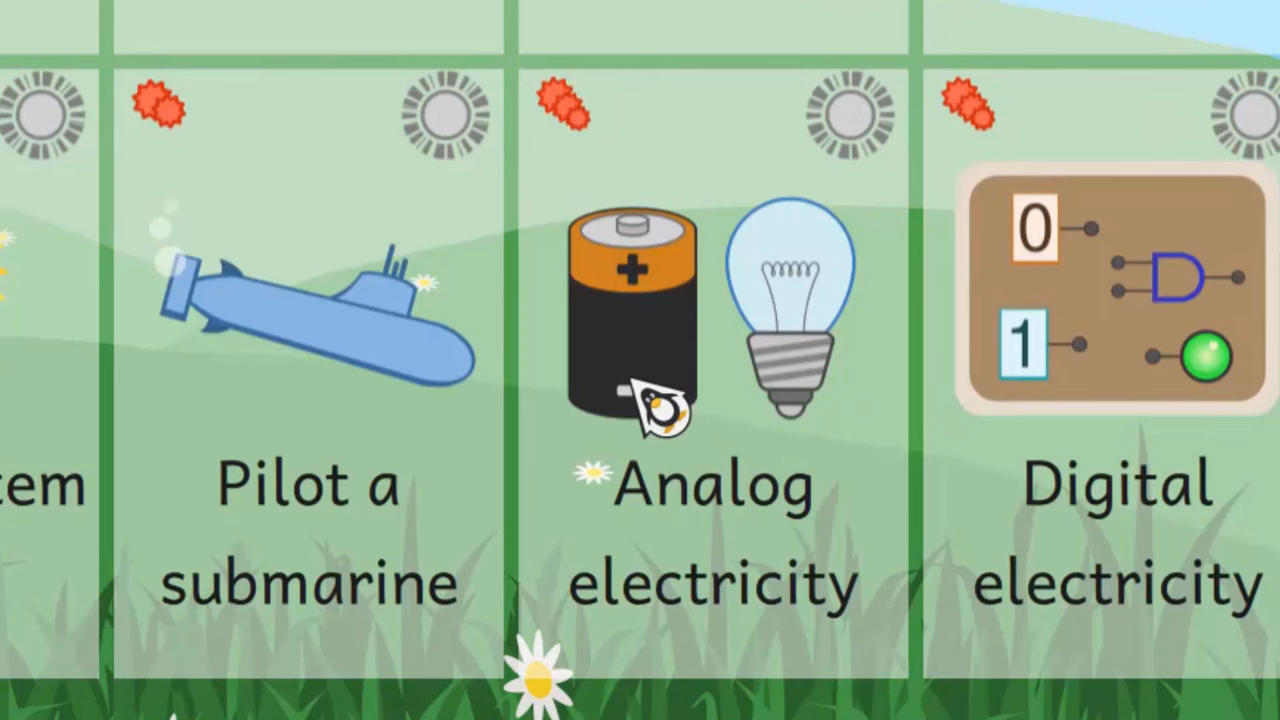 0
1
tem
Pilot a
submarine
Analog
electricity
Digital
electricity